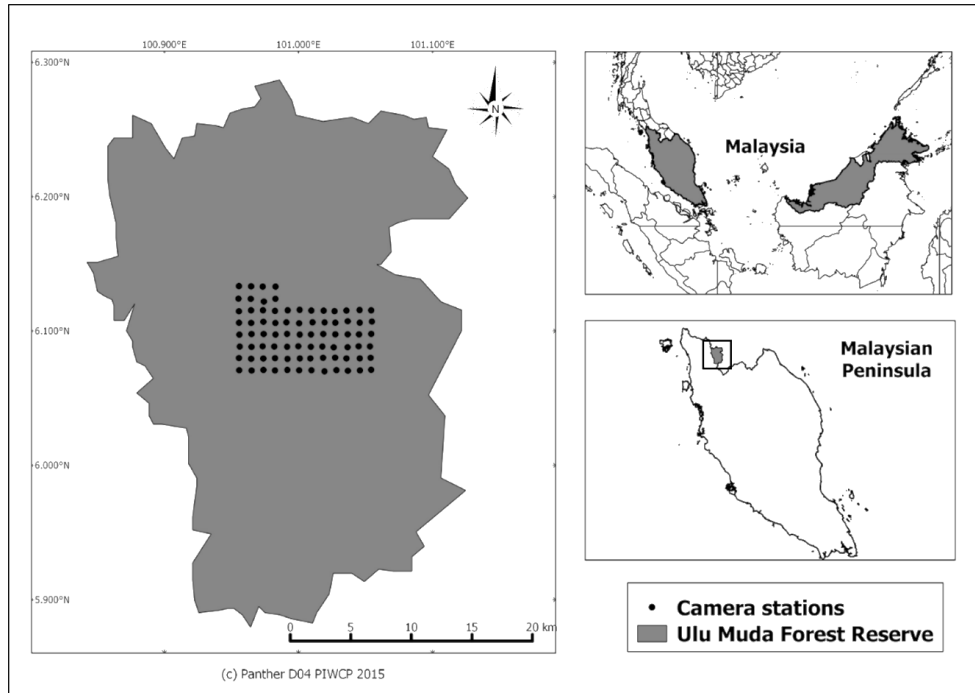 100.900°E 101.000°E 101.100°E
6.300°N
6.200°N
6.100°N
6.000°N
5.900°N
N
0 5 10 15 20 km
(c) Panther D04 PIWCP 2015
Malaysia
Malaysian
Peninsula
Camera stations
Ulu Muda Forest Reserve